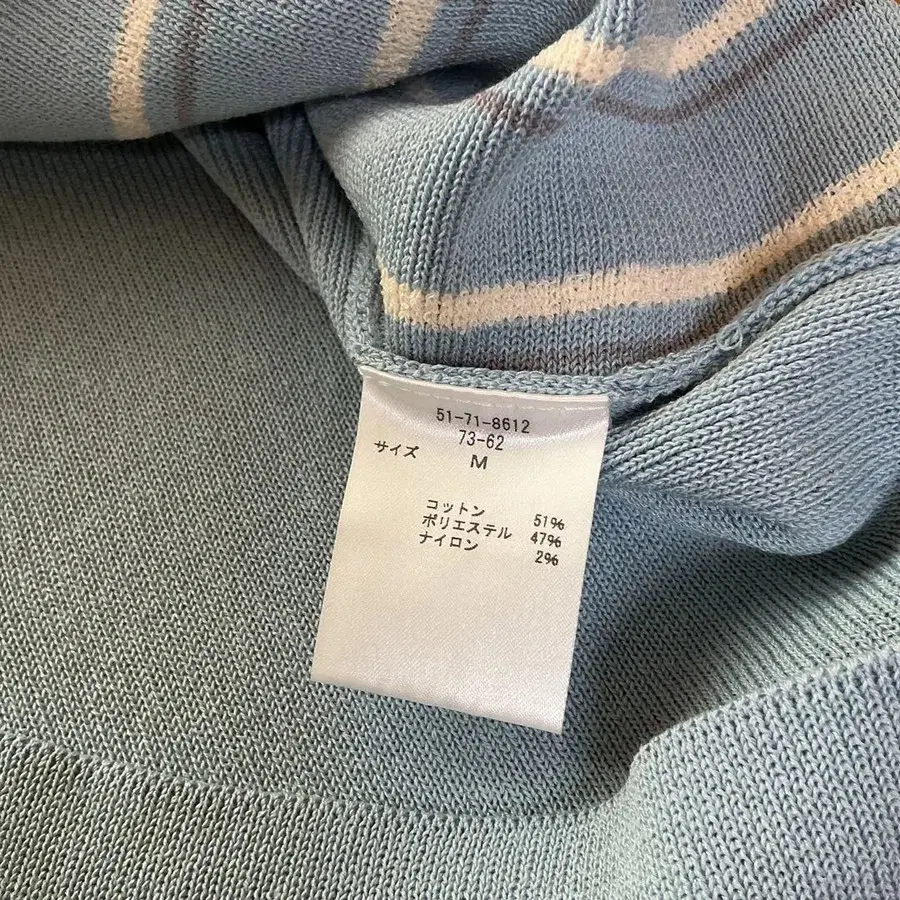 51-71-8612
73-62
サイズ M
コットン 51%
ポリエステル 47%
ナイロン 2%